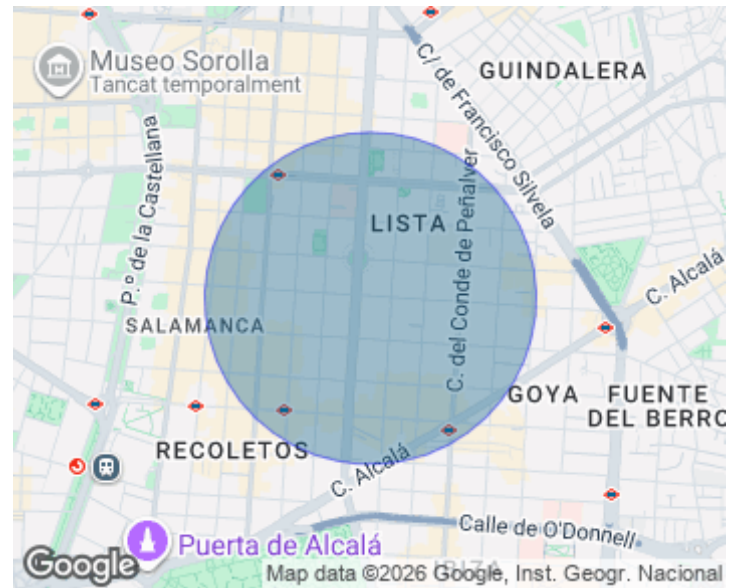 Museo Sorolla
Tancat temporalment
GUINDALERA
C/ de Francisco Silvela
P.º de la Castellana
C. del Conde de Peñalver
LISTA
C. Alcalá
SALAMANCA
GOYA
FUENTE
DEL BERRO
RECOLETOS
C. Alcalá
Calle de O'Donnell
Puerta de Alcalá
IBIZA
Google
Map data ©2026 Google, Inst. Geogr. Nacional